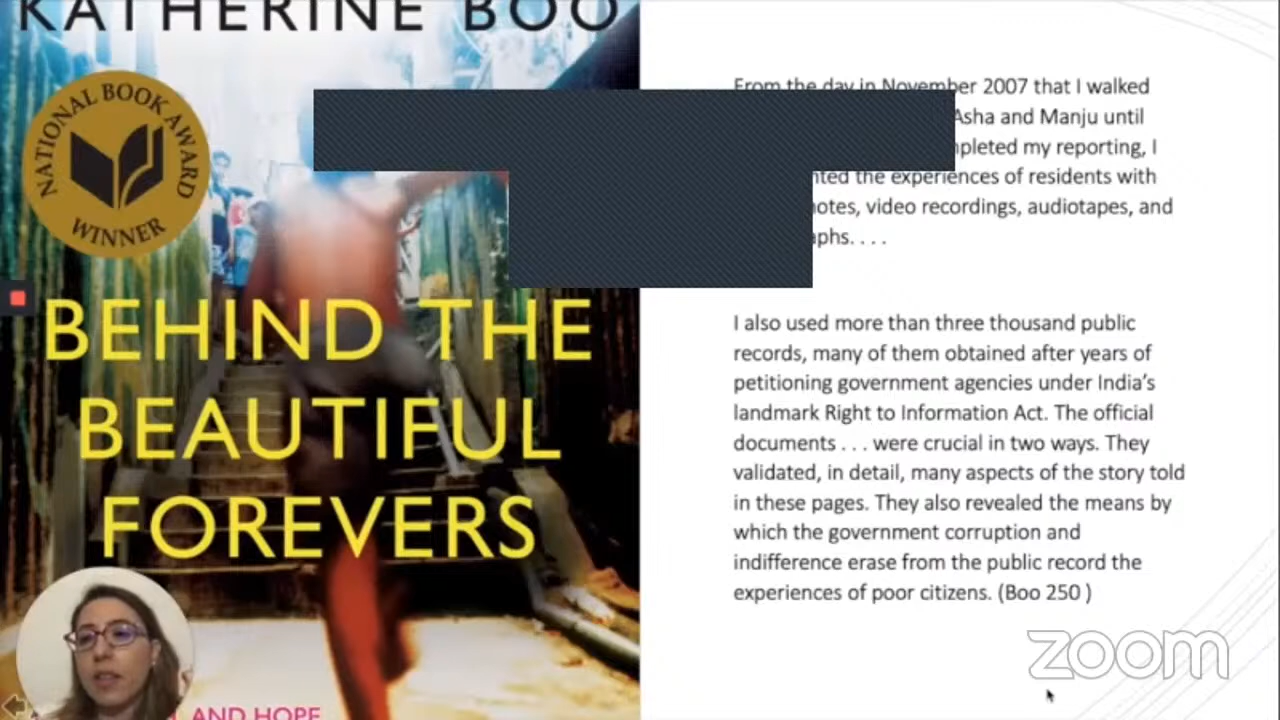 KATHERINE BOO
NATIONAL BOOK AWARD
WINNER
BEHIND THE
BEAUTIFUL
FOREVERS
AND HOPE
From the day in November 2007 that I walked
Asha and Manju until
my reporting, I
the experiences of residents with
video recordings, audiotapes, and
I also used more than three thousand public
records, many of them obtained after years of
petitioning government agencies under India's
landmark Right to Information Act. The official
documents . . . were crucial in two ways. They
validated, in detail, many aspects of the story told
in these pages. They also revealed the means by
which the government corruption and
indifference erase from the public record the
experiences of poor citizens. (Boo 250 )
zoom